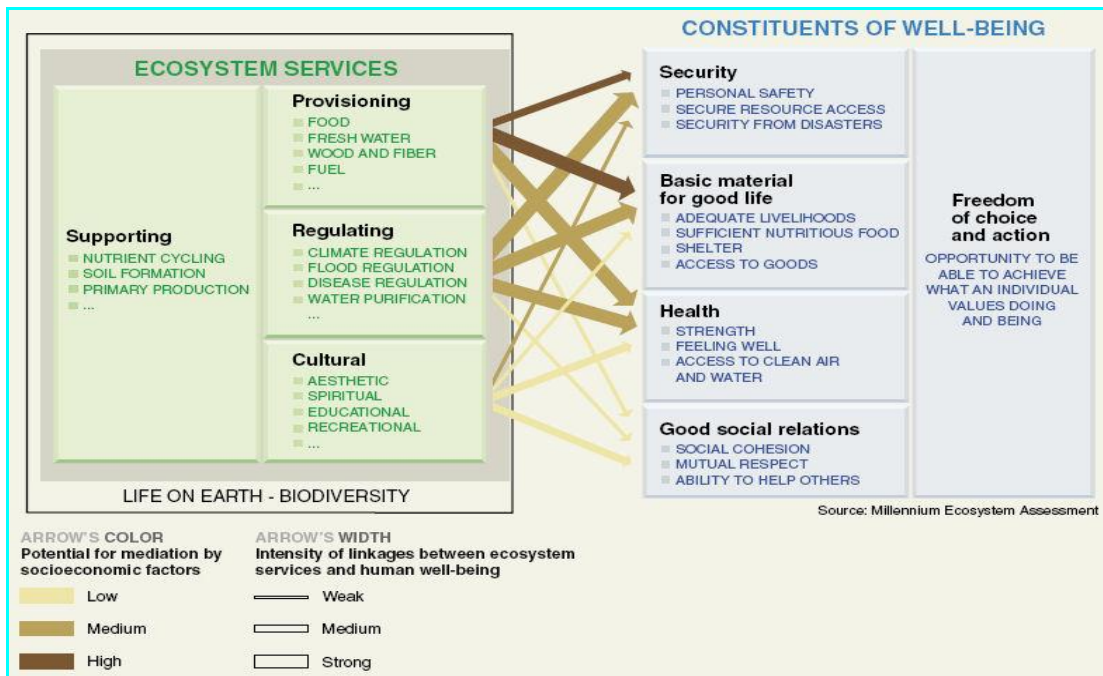 CONSTITUENTS OF WELL-BEING
ECOSYSTEM SERVICES
Supporting
NUTRIENT CYCLING
SOIL FORMATION
PRIMARY PRODUCTION
...
Provisioning
FOOD
FRESH WATER
WOOD AND FIBER
FUEL
...
Regulating
CLIMATE REGULATION
FLOOD REGULATION
DISEASE REGULATION
WATER PURIFICATION
...
Cultural
AESTHETIC
SPIRITUAL
EDUCATIONAL
RECREATIONAL
...
LIFE ON EARTH - BIODIVERSITY
Security
PERSONAL SAFETY
SECURE RESOURCE ACCESS
SECURITY FROM DISASTERS
Basic material
for good life
ADEQUATE LIVELIHOODS
SUFFICIENT NUTRITIOUS FOOD
SHELTER
ACCESS TO GOODS
Health
STRENGTH
FEELING WELL
ACCESS TO CLEAN AIR
AND WATER
Good social relations
SOCIAL COHESION
MUTUAL RESPECT
ABILITY TO HELP OTHERS
Freedom
of choice
and action
OPPORTUNITY TO BE
ABLE TO ACHIEVE
WHAT AN INDIVIDUAL
VALUES DOING
AND BEING
Source: Millennium Ecosystem Assessment
ARROW'S COLOR
Potential for mediation by
socioeconomic factors
Low
Medium
High
ARROW'S WIDTH
Intensity of linkages between ecosystem
services and human well-being
Weak
Medium
Strong